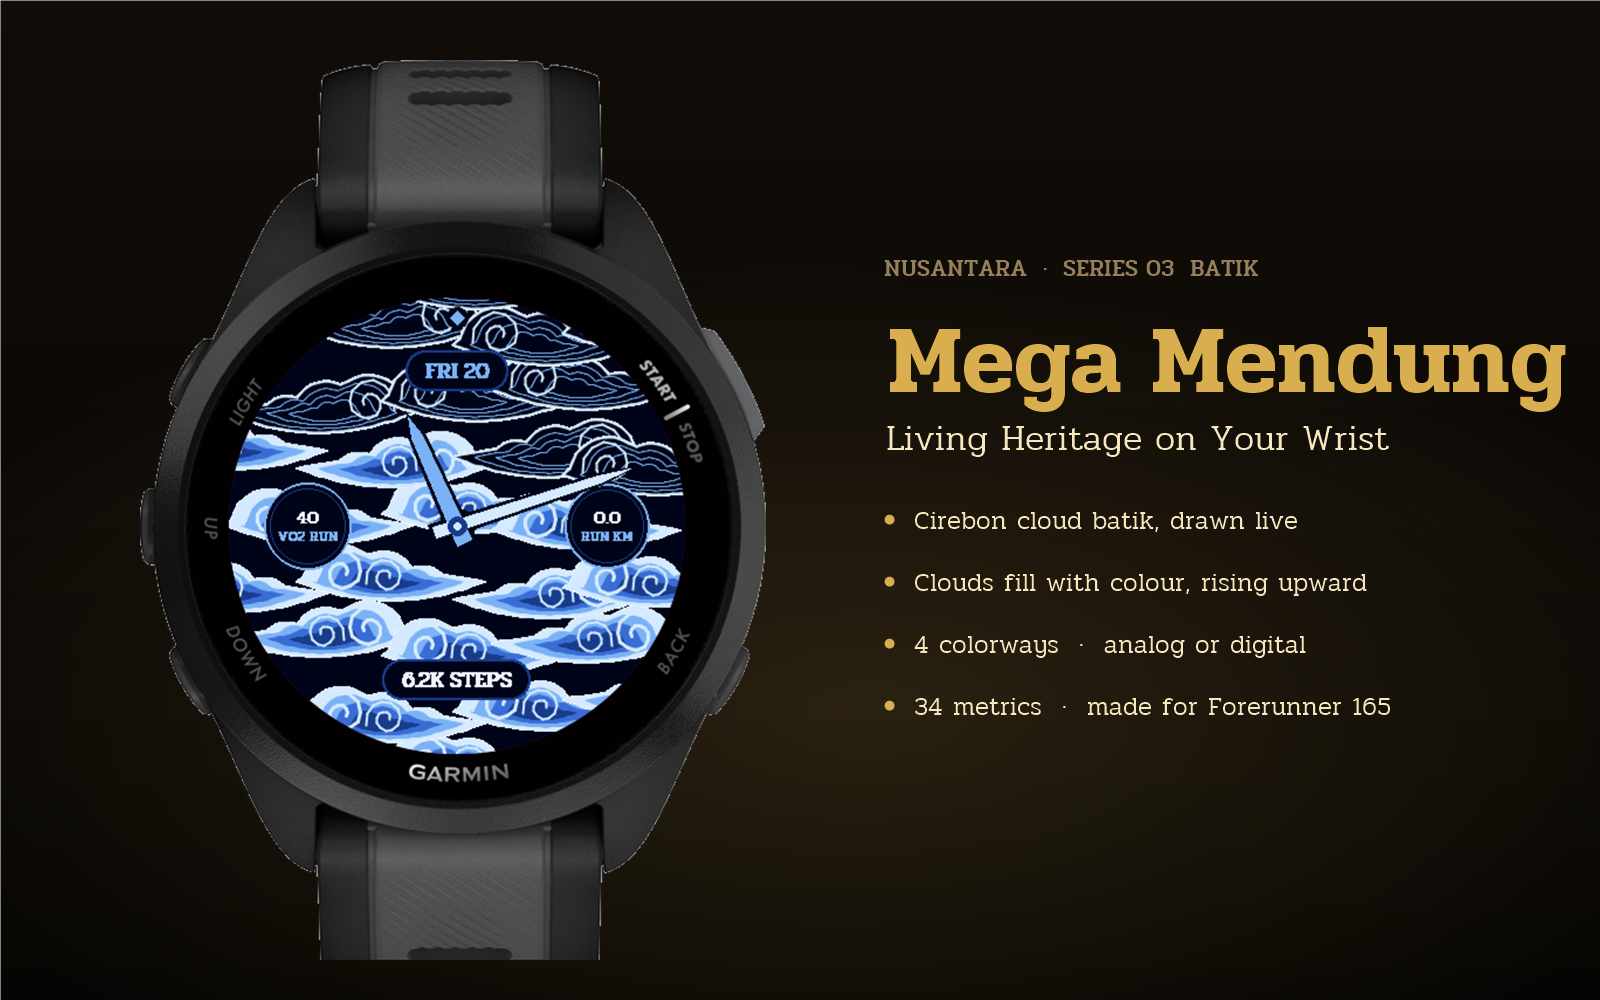 FRI 20
START
STOP
LIGHT
40
VO2 RUN
0.0
RUN KM
UP
DOWN
BACK
6.2K STEPS
GARMIN
NUSANTARA · SERIES 03 BATIK
Mega Mendung
Living Heritage on Your Wrist
Cirebon cloud batik, drawn live
Clouds fill with colour, rising upward
4 colorways · analog or digital
34 metrics · made for Forerunner 165